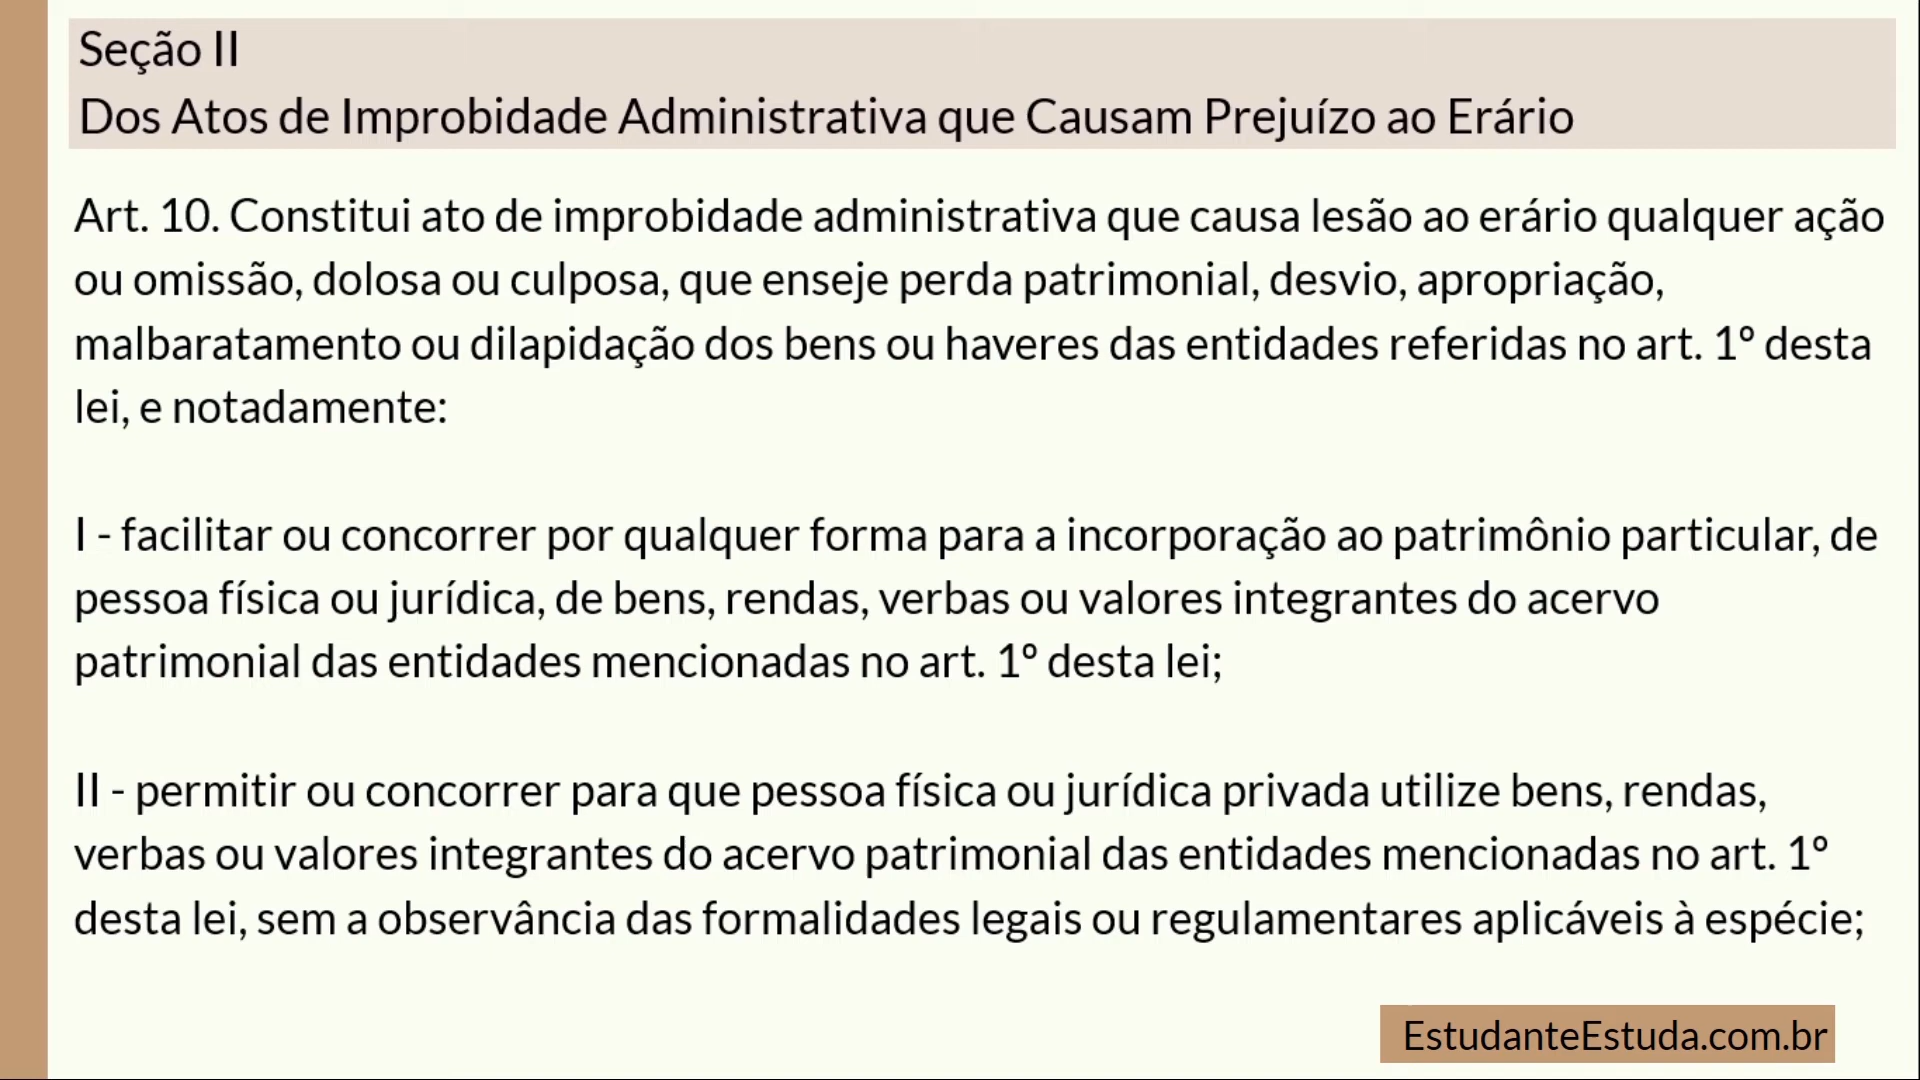 Seção II
Dos Atos de Improbidade Administrativa que Causam Prejuízo ao Erário
Art. 10. Constitui ato de improbidade administrativa que causa lesão ao erário qualquer ação
ou omissão, dolosa ou culposa, que enseje perda patrimonial, desvio, apropriação,
malbaratamento ou dilapidação dos bens ou haveres das entidades referidas no art. 1º desta
lei, e notadamente:
I - facilitar ou concorrer por qualquer forma para a incorporação ao patrimônio particular, de
pessoa física ou jurídica, de bens, rendas, verbas ou valores integrantes do acervo
patrimonial das entidades mencionadas no art. 1º desta lei;
II - permitir ou concorrer para que pessoa física ou jurídica privada utilize bens, rendas,
verbas ou valores integrantes do acervo patrimonial das entidades mencionadas no art. 1º
desta lei, sem a observância das formalidades legais ou regulamentares aplicáveis à espécie;
EstudanteEstuda.com.br